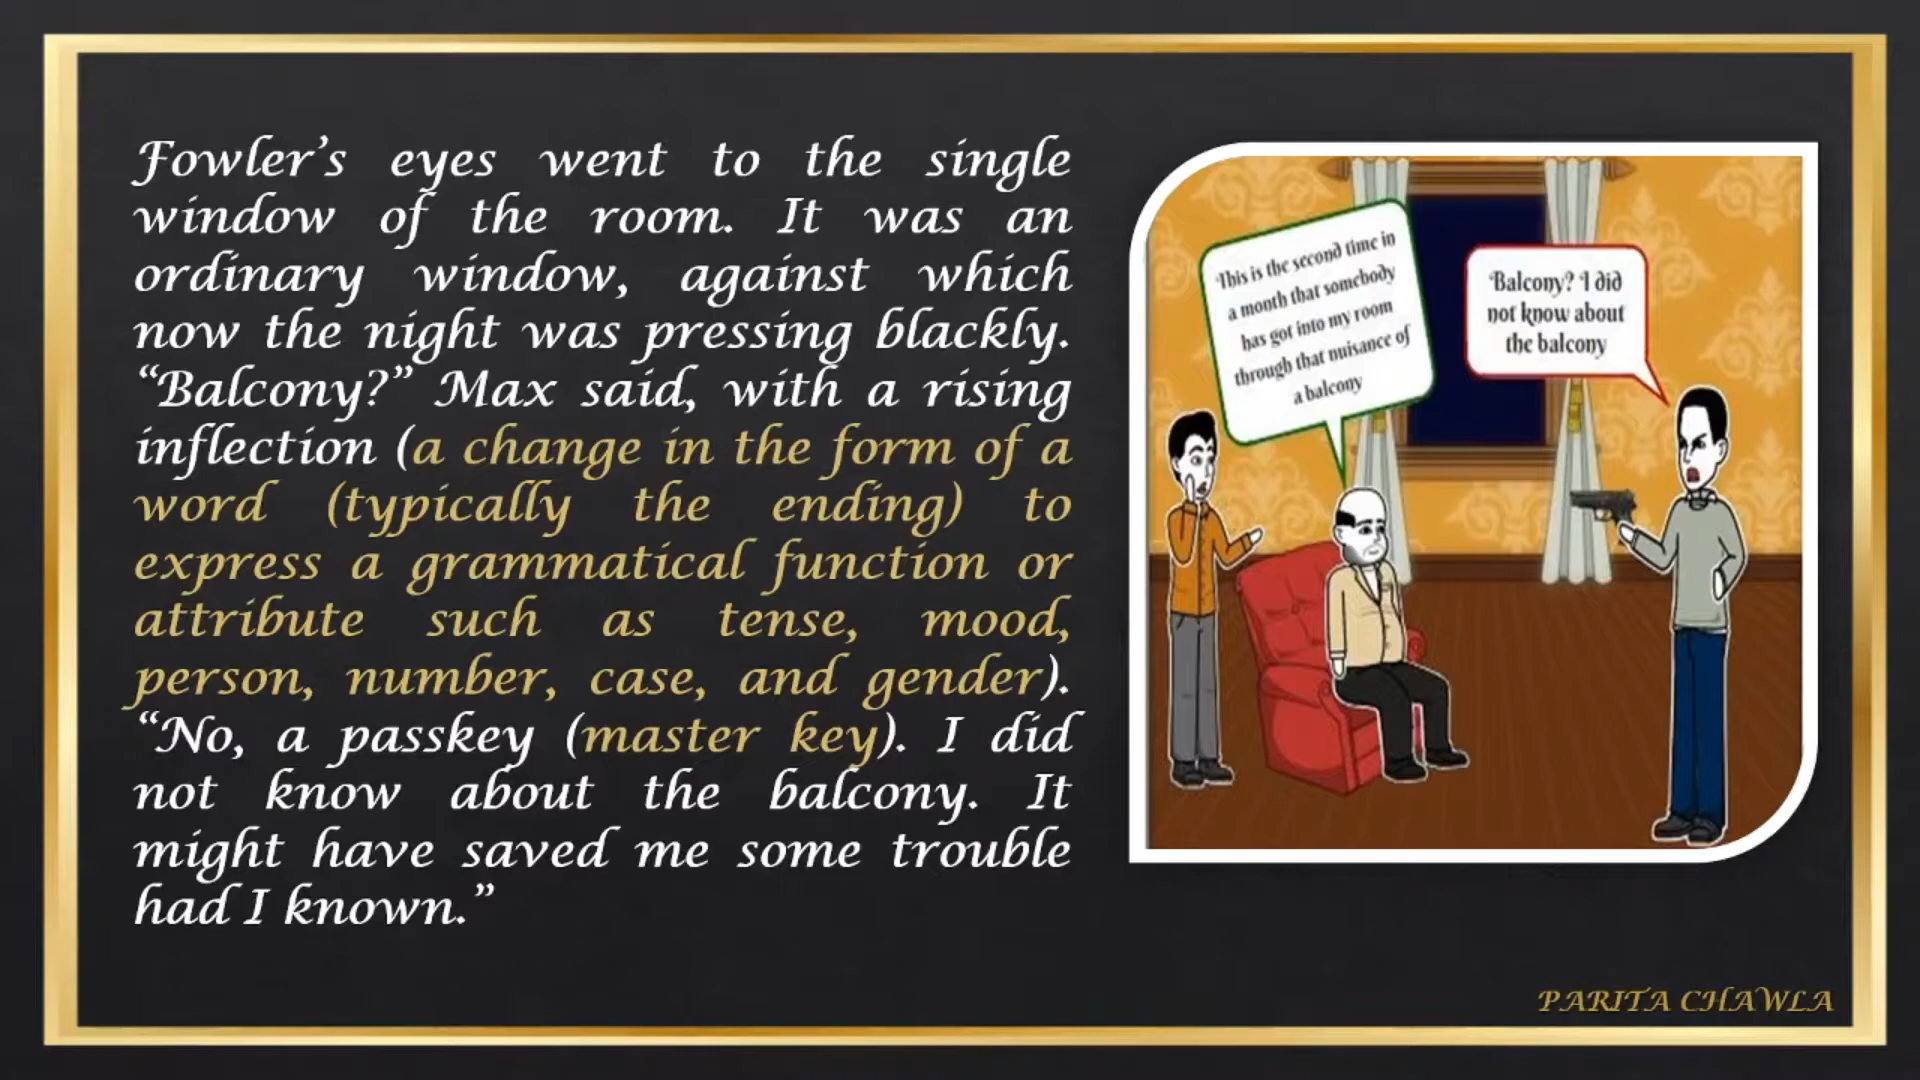 Fowler’s eyes went to the single
window of the room. It was an
ordinary window, against which
now the night was pressing blackly.
“Balcony?” Max said, with a rising
inflection (a change in the form of a
word (typically the ending) to
express a grammatical function or
attribute such as tense, mood,
person, number, case, and gender).
“No, a passkey (master key). I did
not know about the balcony. It
might have saved me some trouble
had I known.”
This is the second time in
a month that somebody
has got into my room
through that nuisance of
a balcony
Balcony? I did
not know about
the balcony
PARITA CHAWLA